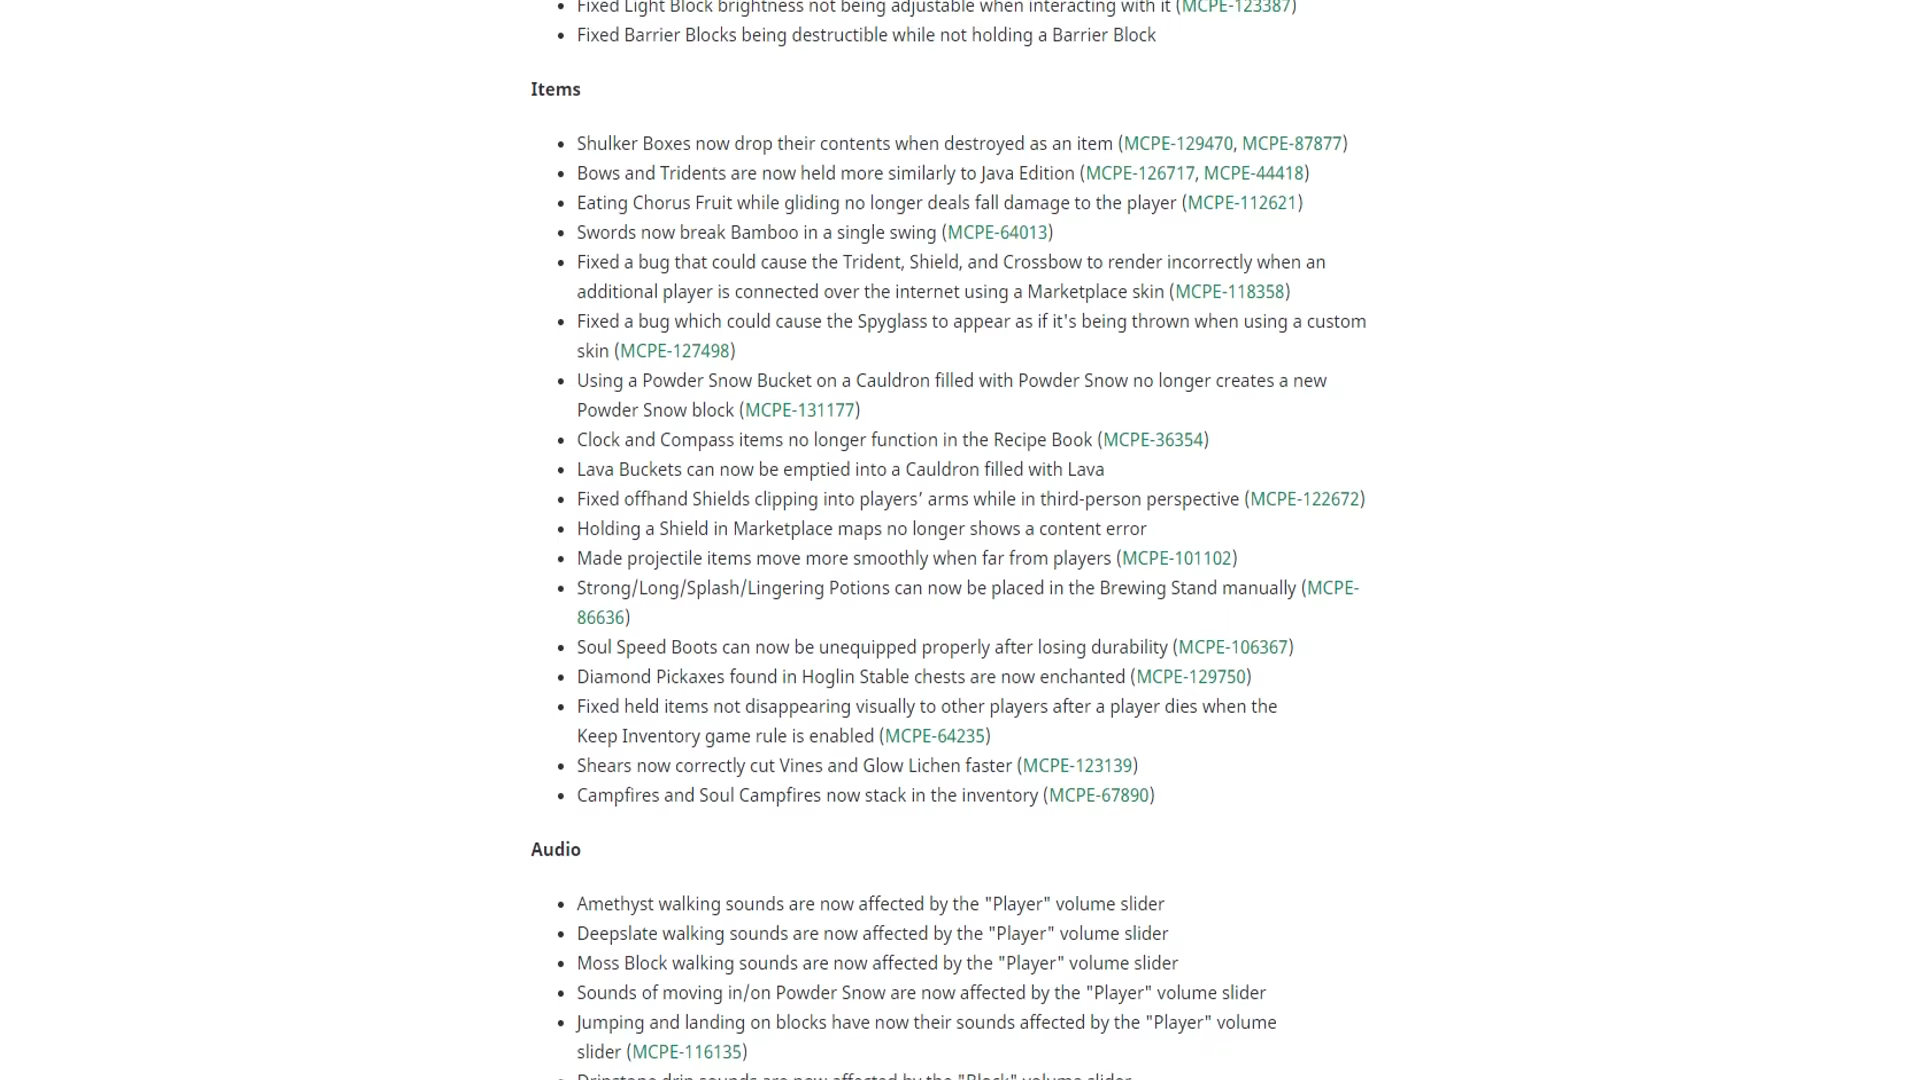 • Fixed Light Block brightness not being adjustable when interacting with it (MCPE-123387)
• Fixed Barrier Blocks being destructible while not holding a Barrier Block
Items
• Shulker Boxes now drop their contents when destroyed as an item (MCPE-129470, MCPE-87877)
• Bows and Tridents are now held more similarly to Java Edition (MCPE-126717, MCPE-44418)
• Eating Chorus Fruit while gliding no longer deals fall damage to the player (MCPE-112621)
• Swords now break Bamboo in a single swing (MCPE-64013)
• Fixed a bug that could cause the Trident, Shield, and Crossbow to render incorrectly when an
additional player is connected over the internet using a Marketplace skin (MCPE-118358)
• Fixed a bug which could cause the Spyglass to appear as if it's being thrown when using a custom
skin (MCPE-127498)
• Using a Powder Snow Bucket on a Cauldron filled with Powder Snow no longer creates a new
Powder Snow block (MCPE-131177)
• Clock and Compass items no longer function in the Recipe Book (MCPE-36354)
• Lava Buckets can now be emptied into a Cauldron filled with Lava
• Fixed offhand Shields clipping into players’ arms while in third-person perspective (MCPE-122672)
• Holding a Shield in Marketplace maps no longer shows a content error
• Made projectile items move more smoothly when far from players (MCPE-101102)
• Strong/Long/Splash/Lingering Potions can now be placed in the Brewing Stand manually (MCPE-
86636)
• Soul Speed Boots can now be unequipped properly after losing durability (MCPE-106367)
• Diamond Pickaxes found in Hoglin Stable chests are now enchanted (MCPE-129750)
• Fixed held items not disappearing visually to other players after a player dies when the
Keep Inventory game rule is enabled (MCPE-64235)
• Shears now correctly cut Vines and Glow Lichen faster (MCPE-123139)
• Campfires and Soul Campfires now stack in the inventory (MCPE-67890)
Audio
• Amethyst walking sounds are now affected by the "Player" volume slider
• Deepslate walking sounds are now affected by the "Player" volume slider
• Moss Block walking sounds are now affected by the "Player" volume slider
• Sounds of moving in/on Powder Snow are now affected by the "Player" volume slider
• Jumping and landing on blocks have now their sounds affected by the "Player" volume
slider (MCPE-116135)
• Dripstone drip sounds are now affected by the "Block" volume slider